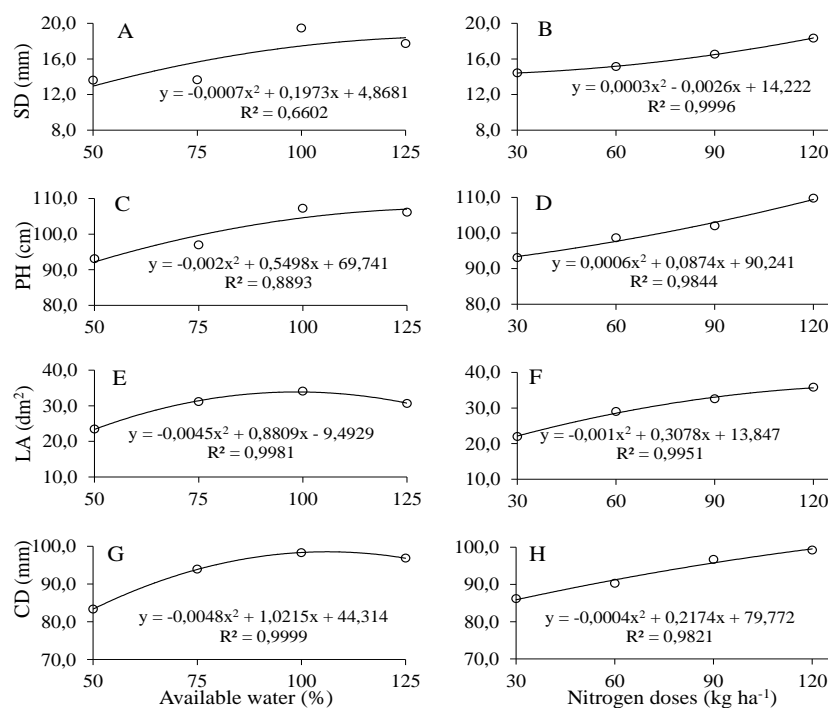 A
SD (mm)
20,0
16,0
12,0
8,0
y = -0,0007x² + 0,1973x + 4,8681
R² = 0,6602
50 75 100 125
B
20,0
16,0
12,0
8,0
y = 0,0003x² - 0,0026x + 14,222
R² = 0,9996
30 60 90 120
C
PH (cm)
110,0
100,0
90,0
80,0
y = -0,002x² + 0,5498x + 69,741
R² = 0,8893
50 75 100 125
D
110,0
100,0
90,0
80,0
y = 0,0006x² + 0,0874x + 90,241
R² = 0,9844
30 60 90 120
E
LA (dm²)
40,0
30,0
20,0
10,0
y = -0,0045x² + 0,8809x - 9,4929
R² = 0,9981
50 75 100 125
F
40,0
30,0
20,0
10,0
y = -0,001x² + 0,3078x + 13,847
R² = 0,9951
30 60 90 120
G
CD (mm)
100,0
90,0
80,0
70,0
y = -0,0048x² + 1,0215x + 44,314
R² = 0,9999
50 75 100 125
Available water (%)
H
100,0
90,0
80,0
70,0
y = -0,0004x² + 0,2174x + 79,772
R² = 0,9821
30 60 90 120
Nitrogen doses (kg ha⁻¹)